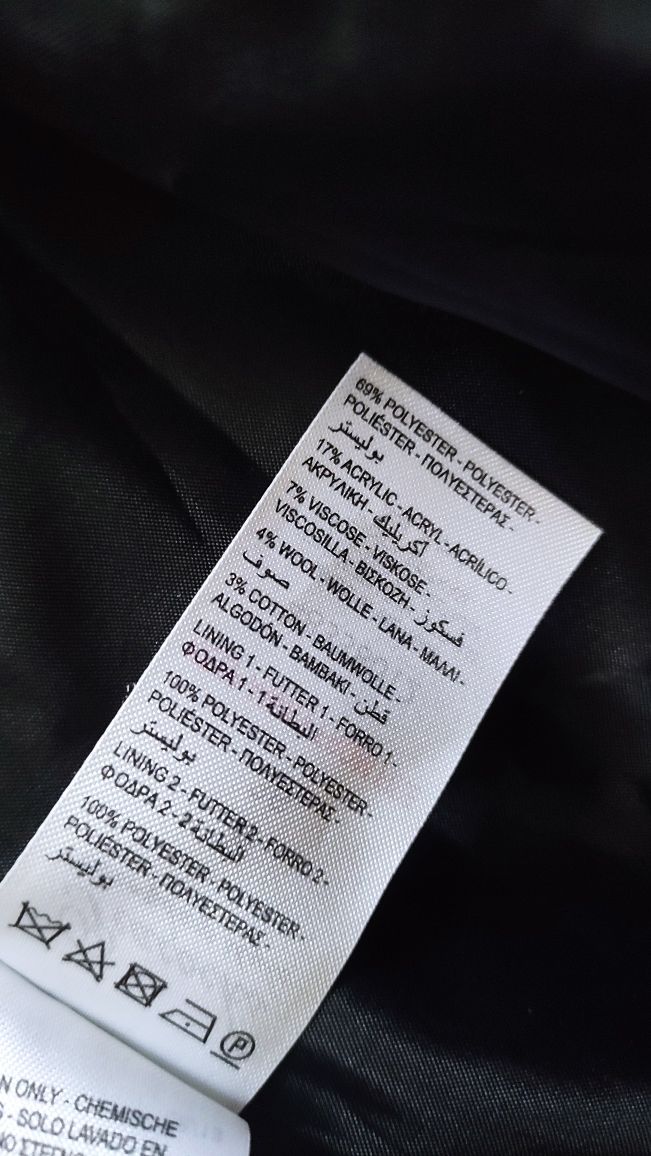 69% POLYESTER - POLYESTER -
POLIÉSTER - ΠΟΛΥΕΣΤΕΡΑΣ -
بوليستر
17% ACRYLIC - ACRYL - ACRÍLICO -
ΑΚΡΥΛΙΚΗ - اكريليك
7% VISCOSE - VISKOSE -
VISCOSILLA - ΒΙΣΚΟΖΗ - فسكوز
4% WOOL - WOLLE - LANA - ΜΑΛΛΙ -
صوف
3% COTTON - BAUMWOLLE -
ALGODÓN - ΒΑΜΒΑΚΙ - قطن
LINING 1 - FUTTER 1 - FORRO 1 -
ΦΟΔΡΑ 1 - البطانة 1
100% POLYESTER - POLYESTER -
POLIÉSTER - ΠΟΛΥΕΣΤΕΡΑΣ -
بوليستر
LINING 2 - FUTTER 2 - FORRO 2 -
ΦΟΔΡΑ 2 - البطانة 2
100% POLYESTER - POLYESTER -
POLIÉSTER - ΠΟΛΥΕΣΤΕΡΑΣ -
بوليستر
P
N ONLY - CHEMISCHE
S - SOLO LAVADO EN